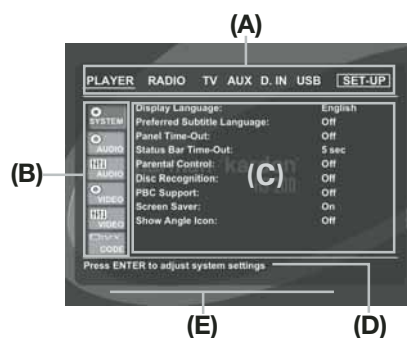 (A)
PLAYER RADIO TV AUX D. IN USB SET-UP
(B)
SYSTEM
AUDIO
AUDIO
VIDEO
VIDEO
CODE
Display Language: English
Preferred Subtitle Language: Off
Panel Time-Out: Off
Status Bar Time-Out: 5 sec
Parental Control: Off
Disc Recognition: Off
PBC Support: Off
Screen Saver: On
Show Angle Icon: Off
harman kardon
(C)
Press ENTER to adjust system settings
(E)
(D)